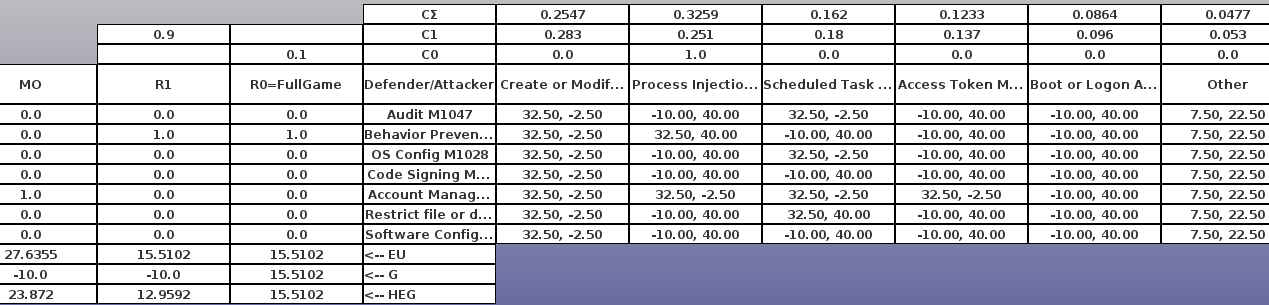 CΣ 0.2547 0.3259 0.162 0.1233 0.0864 0.0477
0.9 C1 0.283 0.251 0.18 0.137 0.096 0.053
0.1 C0 0.0 1.0 0.0 0.0 0.0 0.0
MO R1 R0=FullGame Defender/Attacker Create or Modif... Process Injectio... Scheduled Task ... Access Token M... Boot or Logon A... Other
0.0 0.0 0.0 Audit M1047 32.50, -2.50 -10.00, 40.00 32.50, -2.50 -10.00, 40.00 -10.00, 40.00 7.50, 22.50
0.0 1.0 1.0 Behavior Preven... 32.50, -2.50 32.50, 40.00 -10.00, 40.00 -10.00, 40.00 -10.00, 40.00 7.50, 22.50
0.0 0.0 0.0 OS Config M1028 32.50, -2.50 -10.00, 40.00 32.50, -2.50 -10.00, 40.00 -10.00, 40.00 7.50, 22.50
0.0 0.0 0.0 Code Signing M... 32.50, -2.50 -10.00, 40.00 -10.00, 40.00 -10.00, 40.00 -10.00, 40.00 7.50, 22.50
1.0 0.0 0.0 Account Manag... 32.50, -2.50 32.50, -2.50 32.50, -2.50 32.50, -2.50 -10.00, 40.00 7.50, 22.50
0.0 0.0 0.0 Restrict file or d... 32.50, -2.50 -10.00, 40.00 32.50, 40.00 -10.00, 40.00 -10.00, 40.00 7.50, 22.50
0.0 0.0 0.0 Software Config... 32.50, -2.50 -10.00, 40.00 -10.00, 40.00 -10.00, 40.00 -10.00, 40.00 7.50, 22.50
27.6355 15.5102 15.5102 <-- EU
-10.0 -10.0 15.5102 <-- G
23.872 12.9592 15.5102 <-- HEG